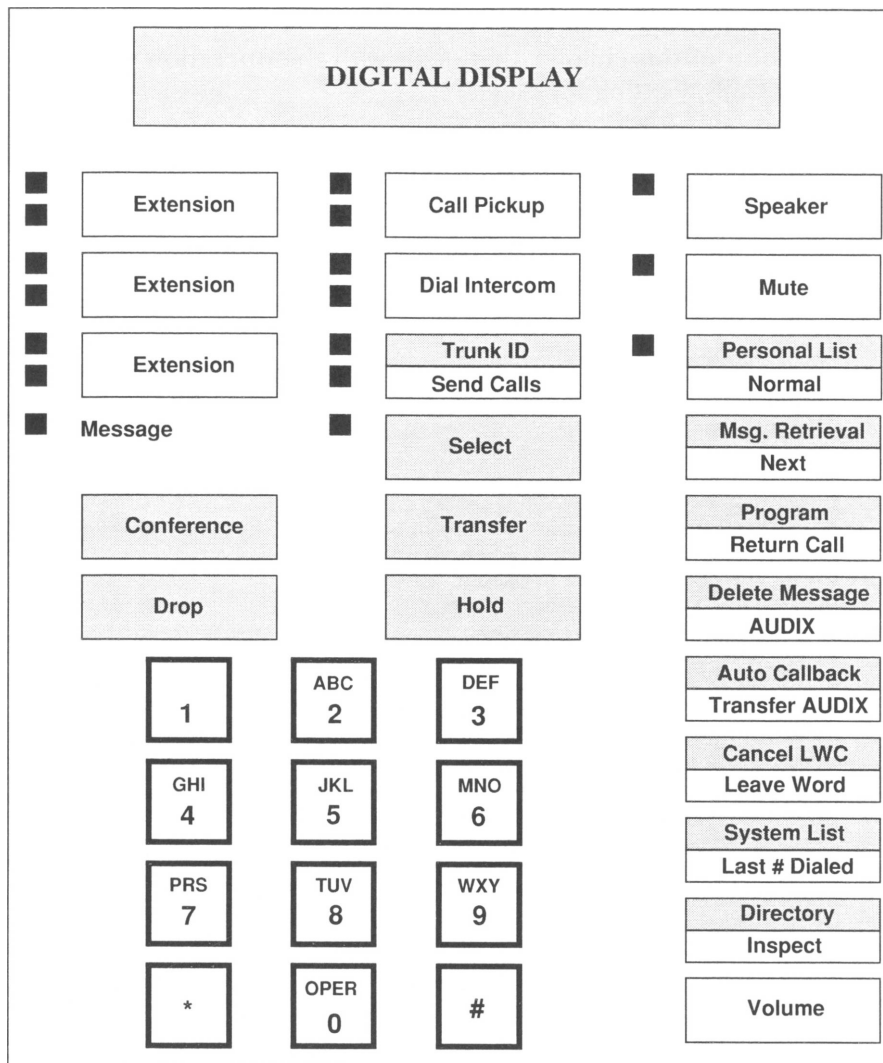 DIGITAL DISPLAY
Extension
Call Pickup
Speaker
Extension
Dial Intercom
Mute
Extension
Trunk ID
Send Calls
Personal List
Normal
Message
Select
Msg. Retrieval
Next
Conference
Transfer
Program
Return Call
Drop
Hold
Delete Message
AUDIX
1
ABC
2
DEF
3
Auto Callback
Transfer AUDIX
GHI
4
JKL
5
MNO
6
Cancel LWC
Leave Word
System List
Last # Dialed
PRS
7
TUV
8
WXY
9
Directory
Inspect
*
OPER
0
#
Volume